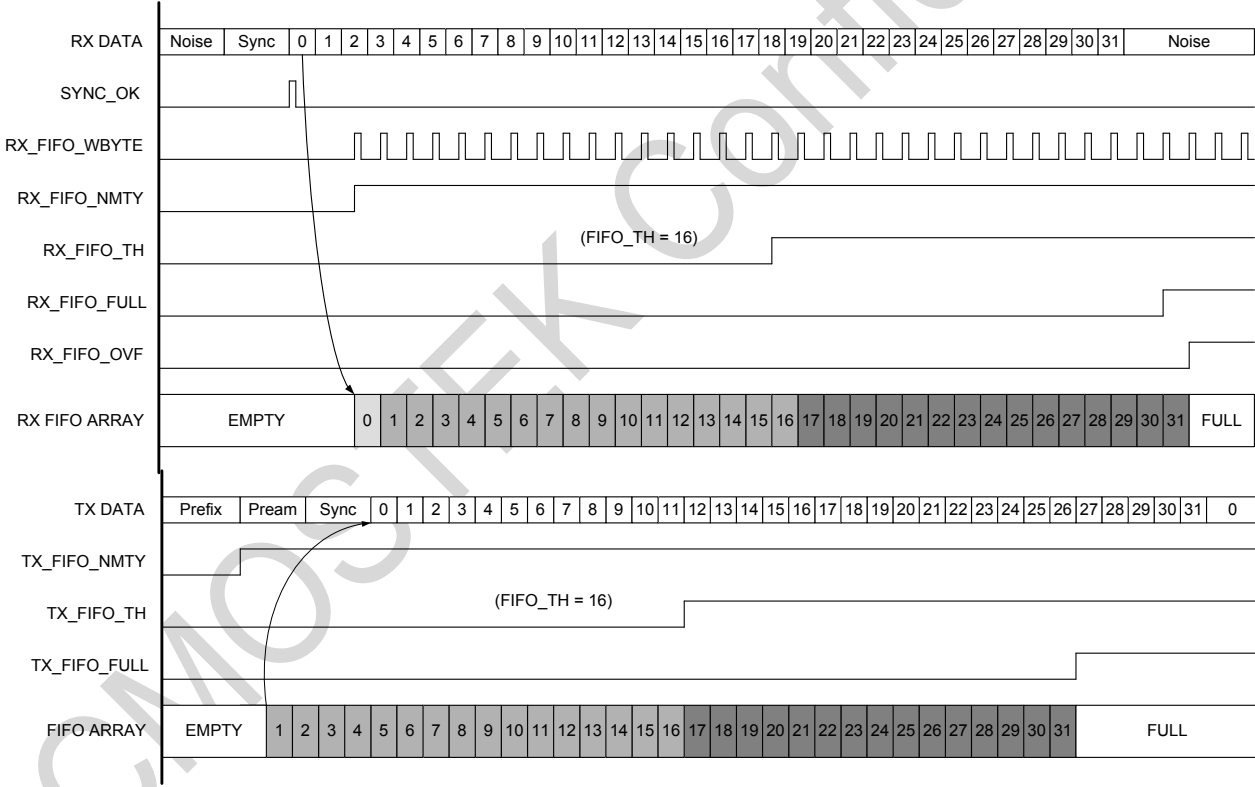 RX DATA Noise Sync 0 1 2 3 4 5 6 7 8 9 10 11 12 13 14 15 16 17 18 19 20 21 22 23 24 25 26 27 28 29 30 31 Noise
SYNC_OK
RX_FIFO_WBYTE
RX_FIFO_NMTY
(FIFO_TH = 16)
RX_FIFO_TH
RX_FIFO_FULL
RX_FIFO_OVF
RX FIFO ARRAY EMPTY 0 1 2 3 4 5 6 7 8 9 10 11 12 13 14 15 16 17 18 19 20 21 22 23 24 25 26 27 28 29 30 31 FULL
TX DATA Prefix Pream Sync 0 1 2 3 4 5 6 7 8 9 10 11 12 13 14 15 16 17 18 19 20 21 22 23 24 25 26 27 28 29 30 31 0
TX_FIFO_NMTY
(FIFO_TH = 16)
TX_FIFO_TH
TX_FIFO_FULL
FIFO ARRAY EMPTY 1 2 3 4 5 6 7 8 9 10 11 12 13 14 15 16 17 18 19 20 21 22 23 24 25 26 27 28 29 30 31 FULL
CMOSTEK Confi